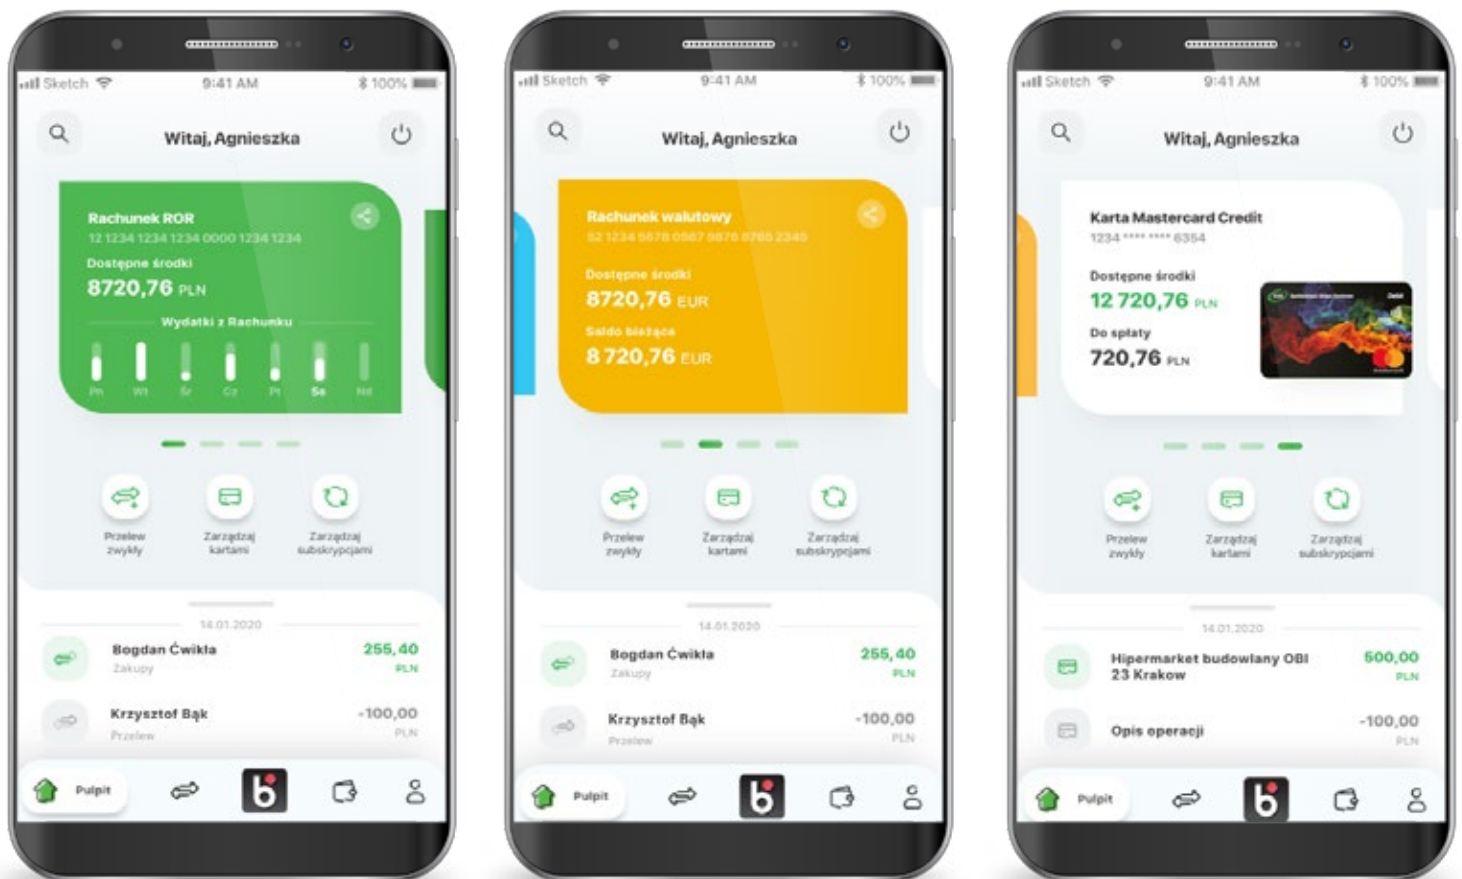 Sketch 9:41 AM 100%
Witaj, Agnieszka
Rachunek ROR
12 1234 1234 1234 0000 1234 1234
Dostępne środki
8720,76 PLN
Wydatki z Rachunku
Pn Wt Śr Cz Pt So Nd
Przelew
zwykły
Zarządzaj
kartami
Zarządzaj
subskrypcjami
14.01.2020
Bogdan Ćwikła 255,40
Zakupy PLN
Krzysztof Bąk -100,00
Przelew PLN
Pulpit
b
Sketch 9:41 AM 100%
Witaj, Agnieszka
Rachunek walutowy
Dostępne środki
8720,76 EUR
Saldo bieżące
8 720,76 EUR
Przelew
zwykły
Zarządzaj
kartami
Zarządzaj
subskrypcjami
14.01.2020
Bogdan Ćwikła 255,40
Zakupy PLN
Krzysztof Bąk -100,00
Przelew PLN
Pulpit
b
Sketch 9:41 AM 100%
Witaj, Agnieszka
Karta Mastercard Credit
1234 **** **** 6354
Dostępne środki
12 720,76 PLN
Do spłaty
720,76 PLN
Debit
Przelew
zwykły
Zarządzaj
kartami
Zarządzaj
subskrypcjami
14.01.2020
Hipermarket budowlany OBI 500,00
23 Krakow PLN
Opis operacji -100,00
PLN
Pulpit
b